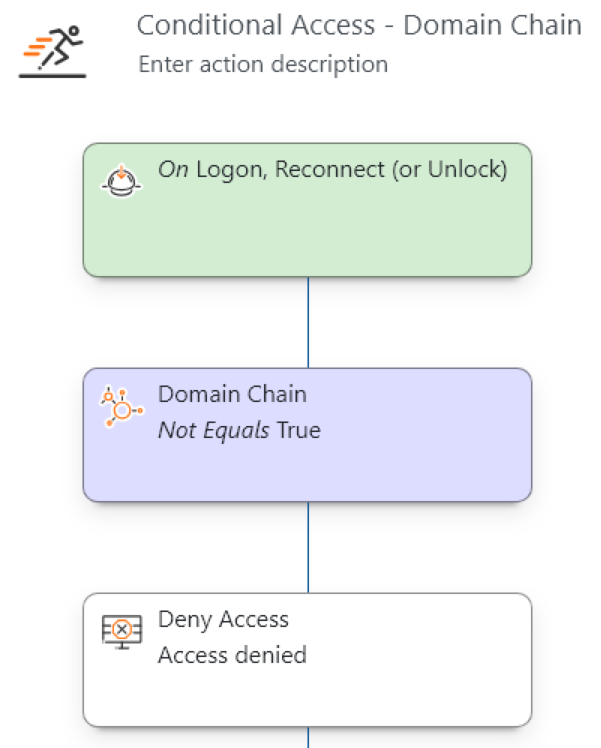 Conditional Access - Domain Chain
Enter action description
On Logon, Reconnect (or Unlock)
Domain Chain
Not Equals True
Deny Access
Access denied